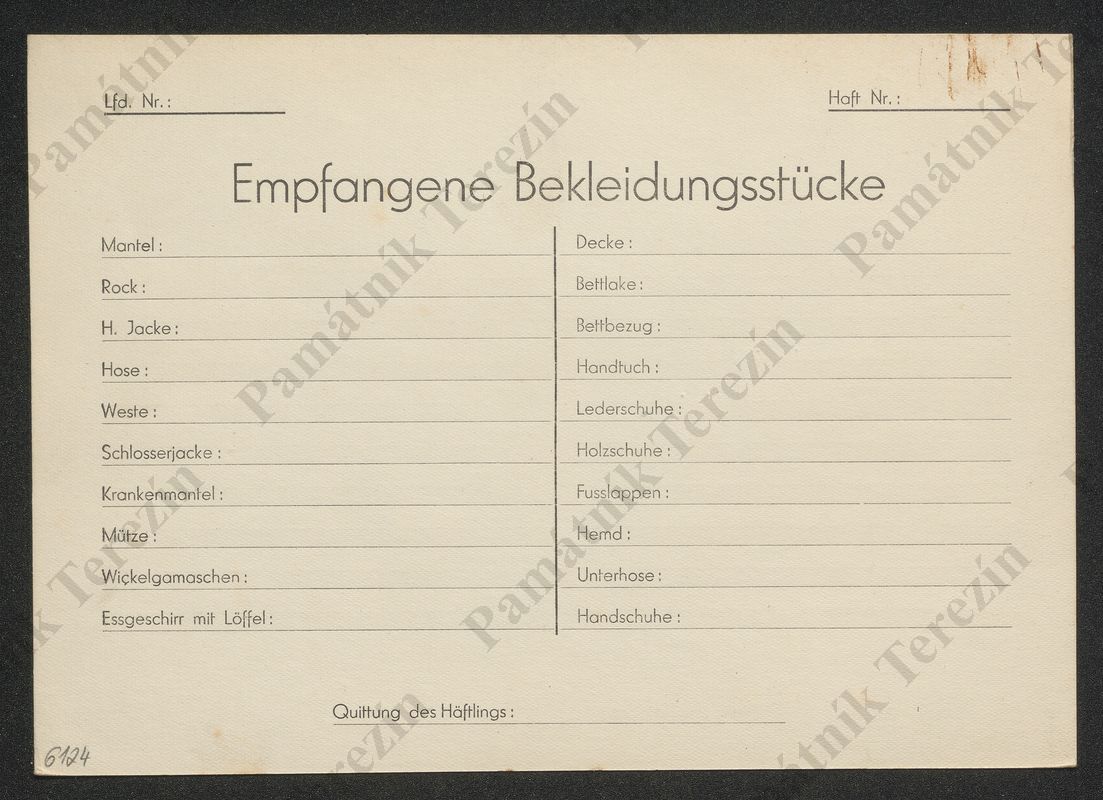 Lfd. Nr.:
Haft Nr.:
Empfangene Bekleidungsstücke
Mantel:
Rock:
H. Jacke:
Hose:
Weste:
Schlosserjacke:
Krankenmantel:
Mütze:
Wickelgamaschen:
Essgeschirr mit Löffel:
Decke:
Bettlake:
Bettbezug:
Handtuch:
Lederschuhe:
Holzschuhe:
Fusslappen:
Hemd:
Unterhose:
Handschuhe:
Quittung des Häftlings:
6124
Památník Terezín